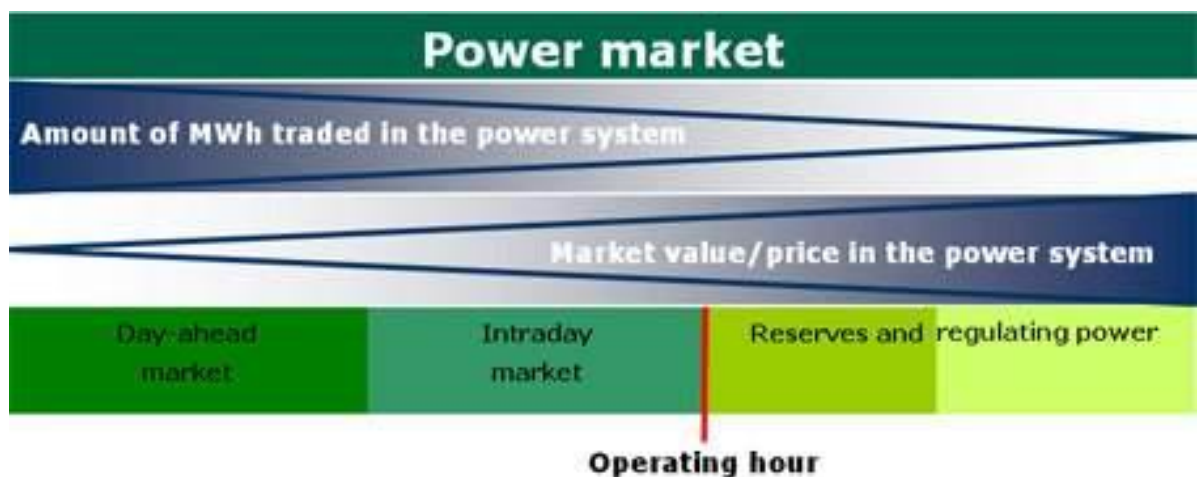 Power market
Amount of MWh traded in the power system
Market value/price in the power system
Day-ahead
market
Intraday
market
Reserves and regulating power
Operating hour